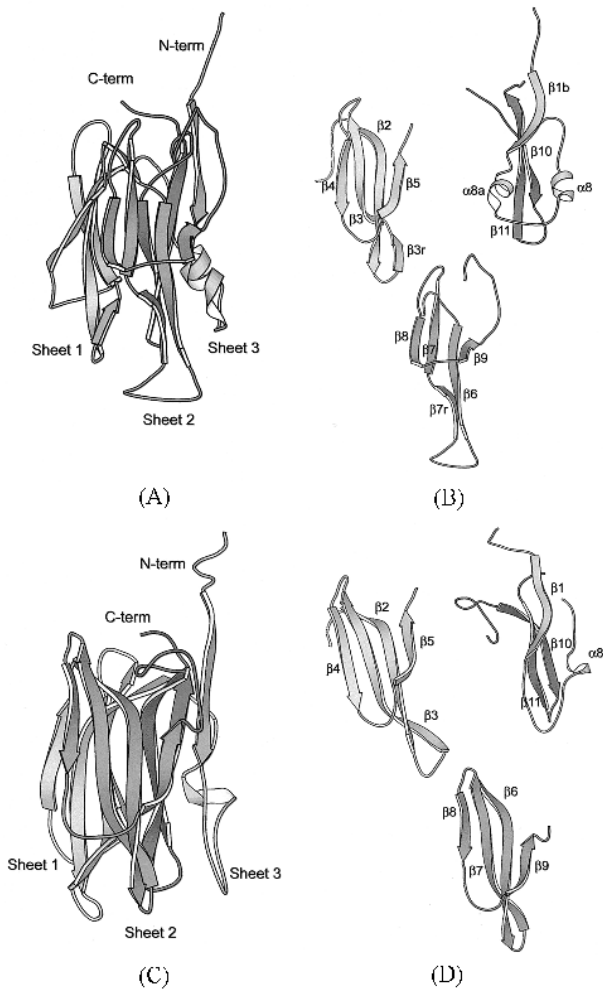 N-term
C-term
Sheet 1
Sheet 3
Sheet 2
(A)
β1b
β2
β10
β4
β5
α8a
α8
β3
β11
β3r
β8
β7
β9
β6
β7r
(B)
N-term
C-term
Sheet 1
Sheet 3
Sheet 2
(C)
β1
β2
β10
β5
β4
α8
β11
β3
β6
β8
β7
β9
(D)